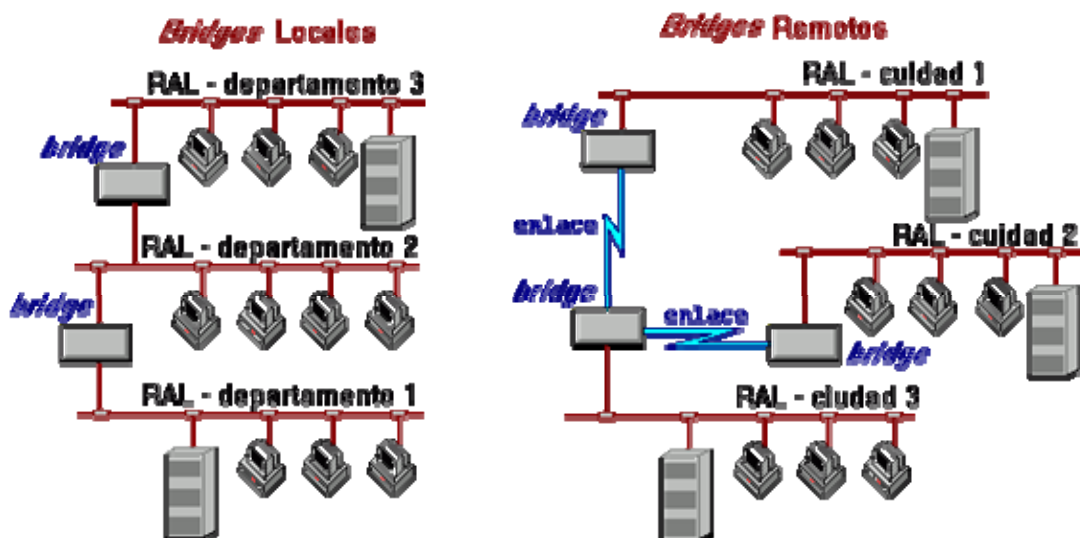 Bridges Locales
RAL - departamento 3
bridge
RAL - departamento 2
bridge
RAL - departamento 1
Bridges Remotos
RAL - cuidad 1
bridge
enlace
RAL - cuidad 2
bridge
enlace
bridge
RAL - ciudad 3